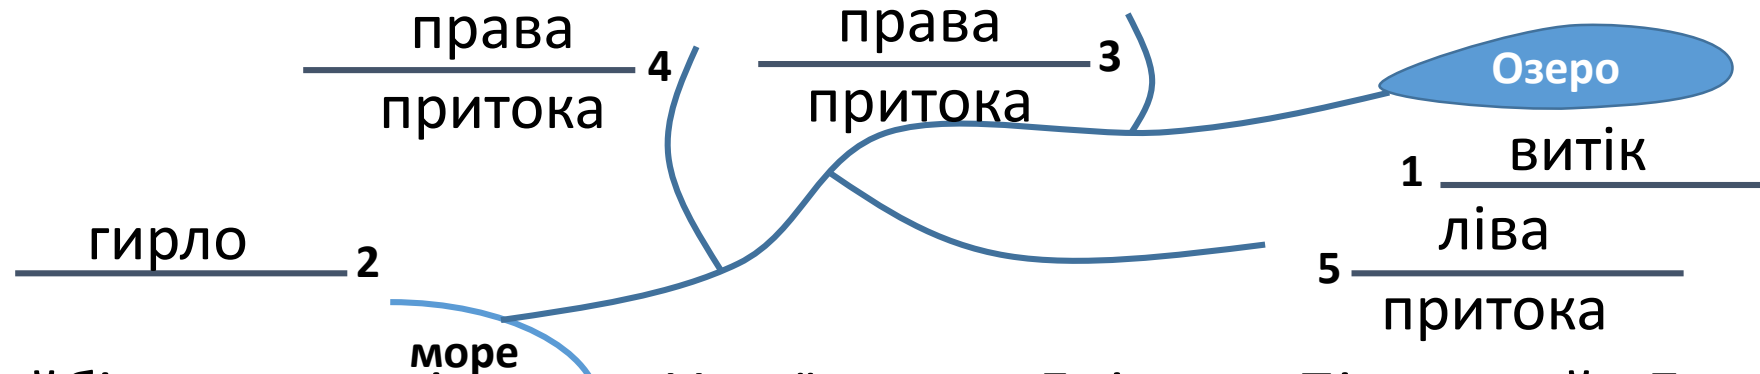 права
4
притока
права
3
притока
Озеро
1
витік
гирло
2
ліва
5
притока
море